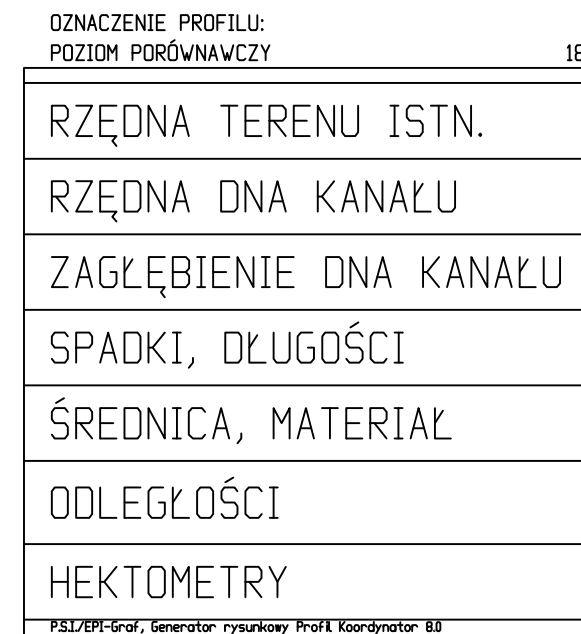 OZNACZENIE PROFILU:
POZIOM PORÓWNAWCZY 18
RZĘDNA TERENU ISTN.
RZĘDNA DNA KANAŁU
ZAGŁĘBIENIE DNA KANAŁU
SPADKI, DŁUGOŚCI
ŚREDNICA, MATERIAŁ
ODLEGŁOŚCI
HEKTOMETRY
P.S.I./EPI-Graf, Generator rysunkowy Profil Koordynator 8.0